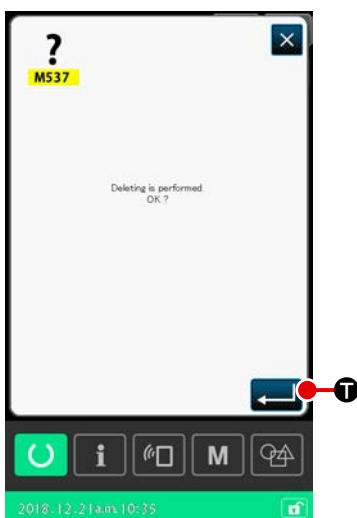 ?
M537
Deleting is performed.
OK ?
T
i
M
2018.12.21a.m.10:35